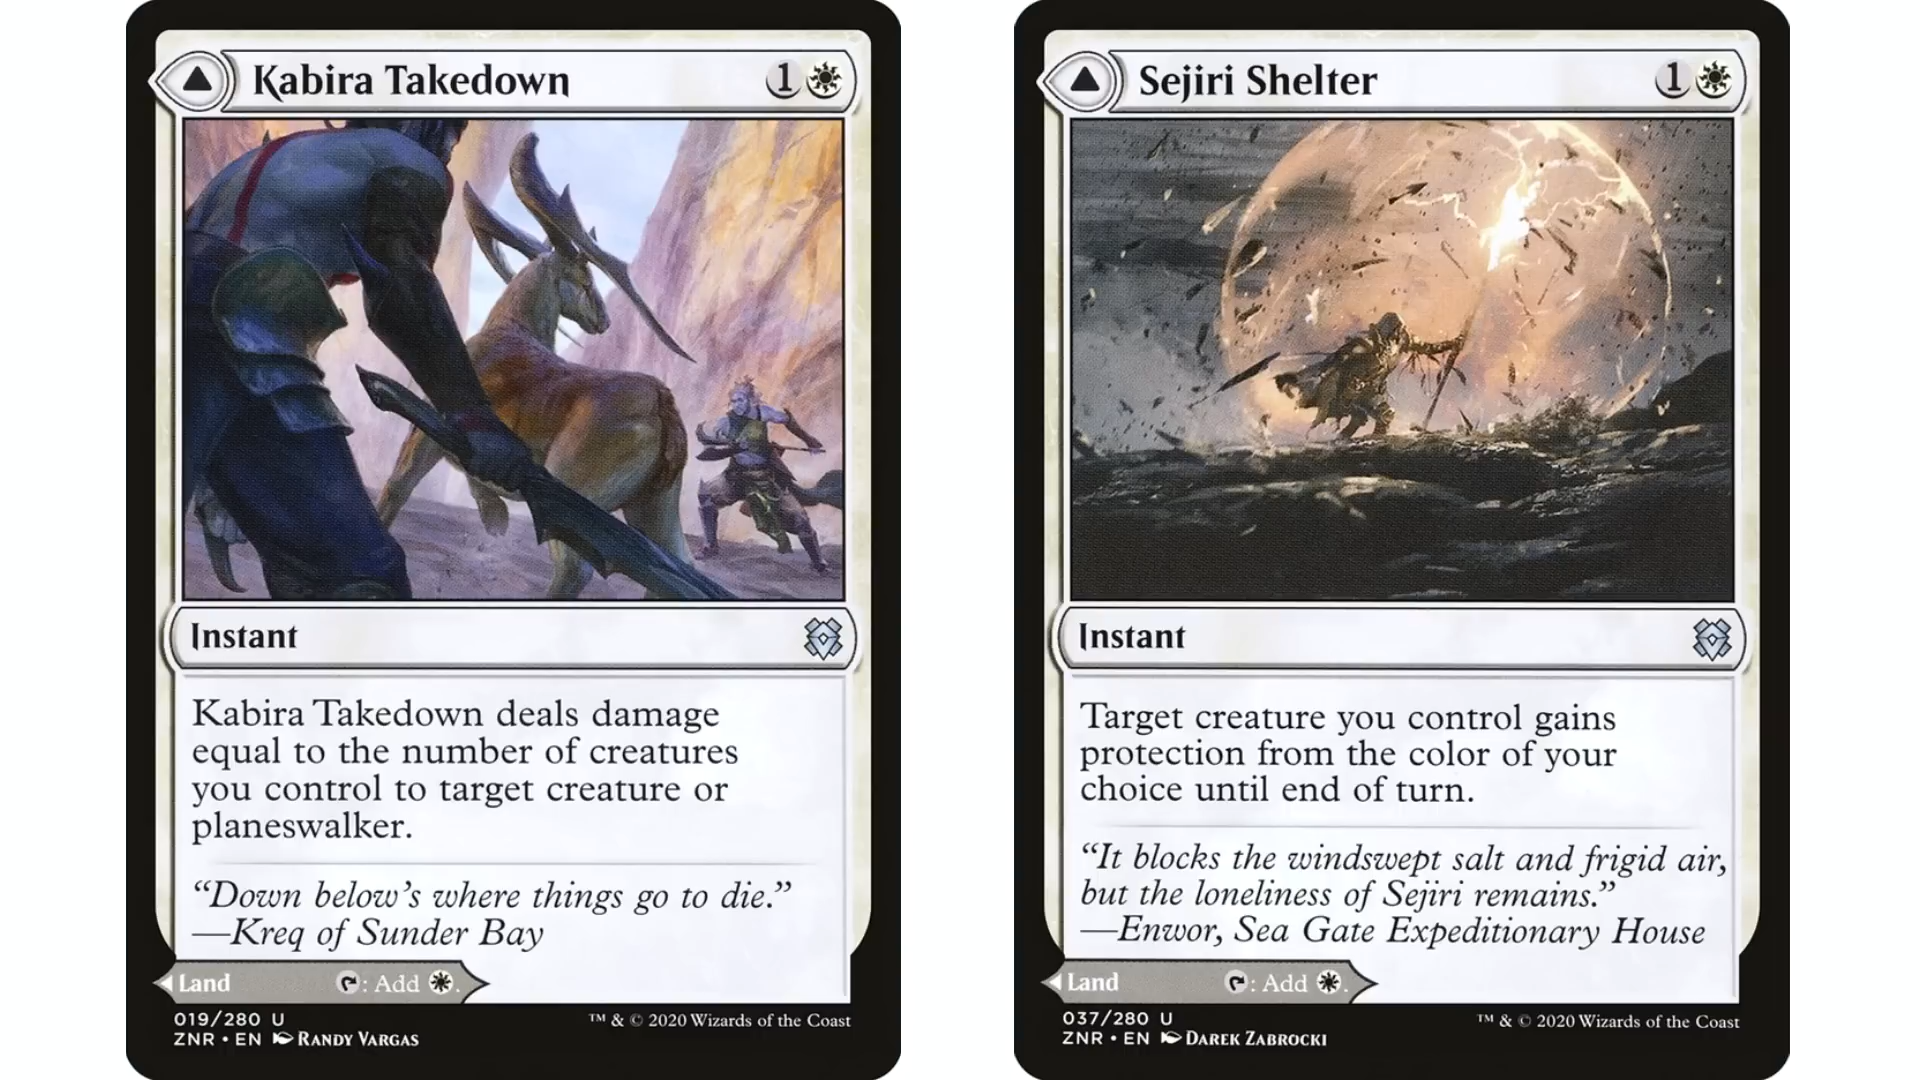 Kabira Takedown 1
Instant
Kabira Takedown deals damage
equal to the number of creatures
you control to target creature or
planeswalker.
“Down below’s where things go to die.”
—Kreq of Sunder Bay
Land : Add .
019/280 U
ZNR • EN RANDY VARGAS
™ & © 2020 Wizards of the Coast
Sejiri Shelter 1
Instant
Target creature you control gains
protection from the color of your
choice until end of turn.
“It blocks the windswept salt and frigid air,
but the loneliness of Sejiri remains.”
—Enwor, Sea Gate Expeditionary House
Land : Add .
037/280 U
ZNR • EN DAREK ZABROCKI
™ & © 2020 Wizards of the Coast